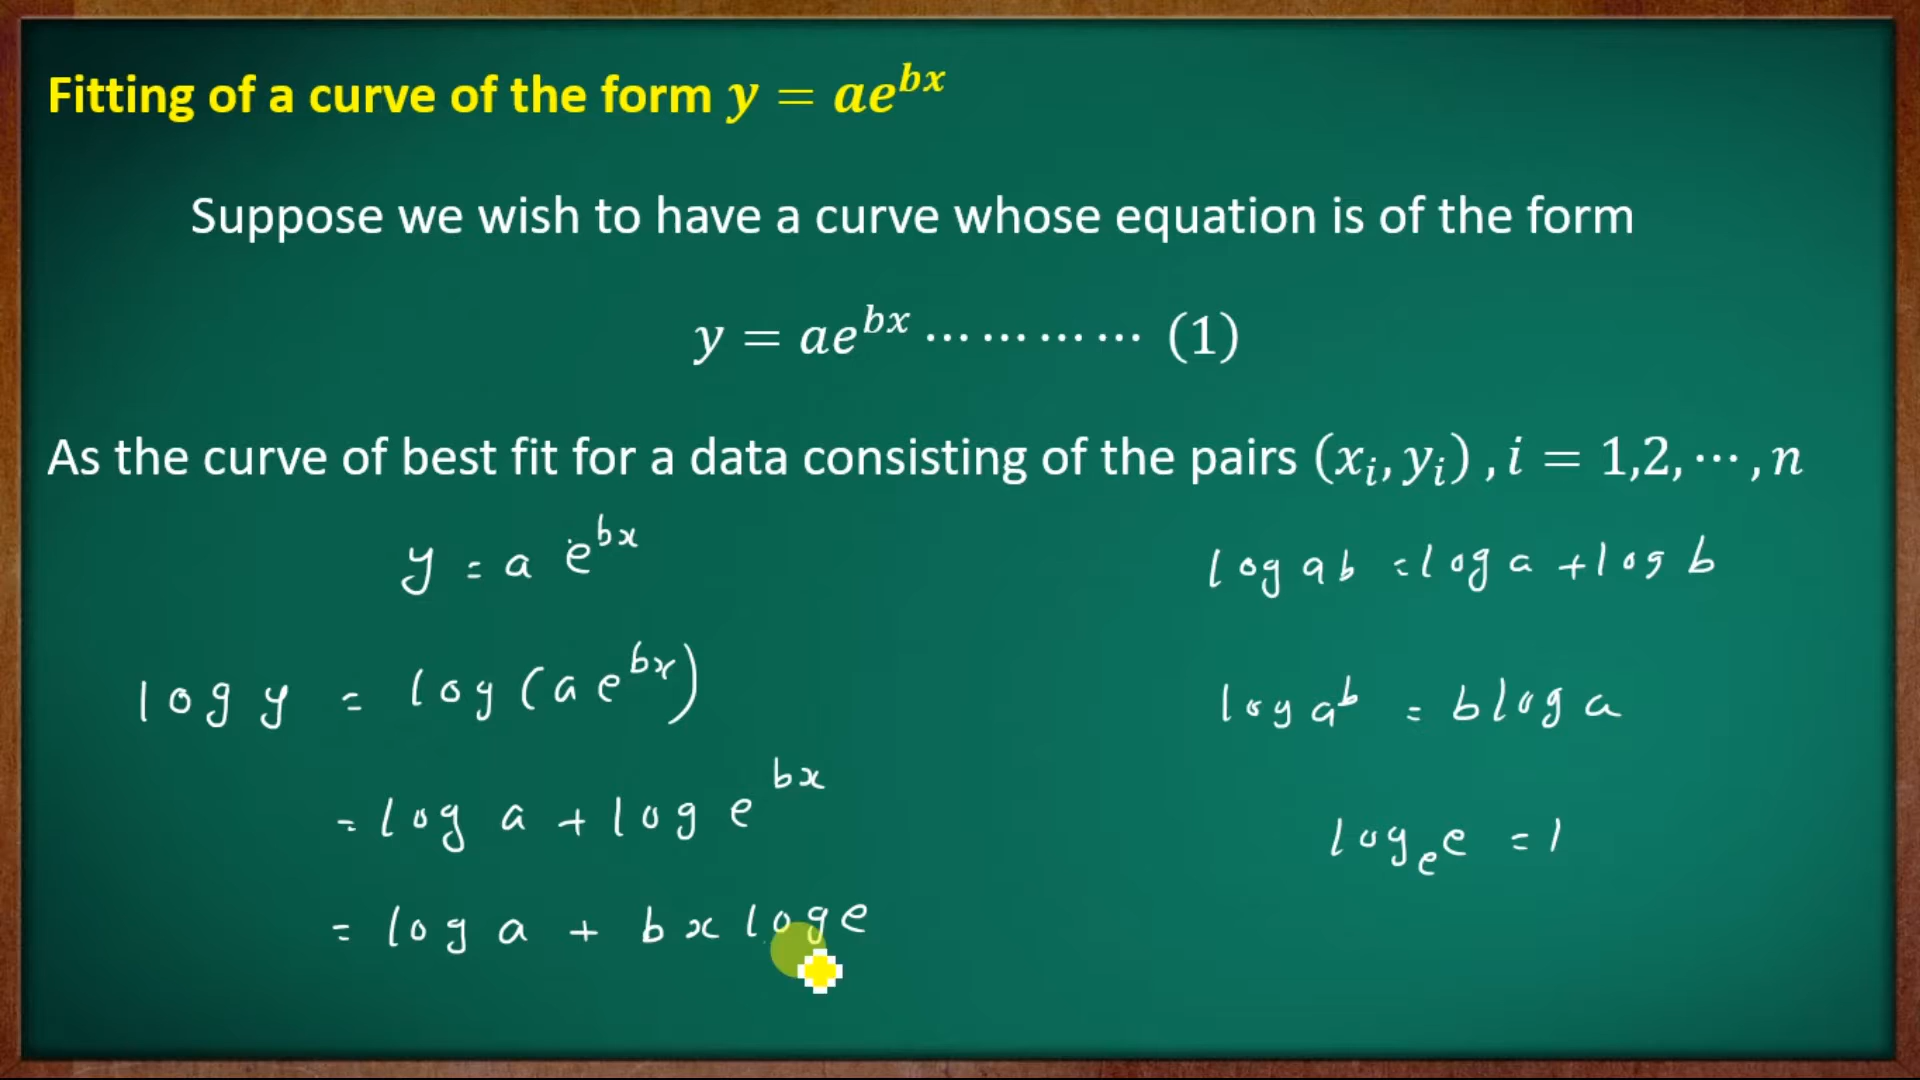 Fitting of a curve of the form y = ae^{bx}
Suppose we wish to have a curve whose equation is of the form
y = ae^{bx} ⋯⋯⋯⋯ (1)
As the curve of best fit for a data consisting of the pairs (x_i, y_i) , i = 1,2, ⋯ , n
y = a e^{bx}
log y = log (a e^{bx})
= log a + log e^{bx}
= log a + bx log e
log ab = log a + log b
log a^b = b log a
log_e e = 1